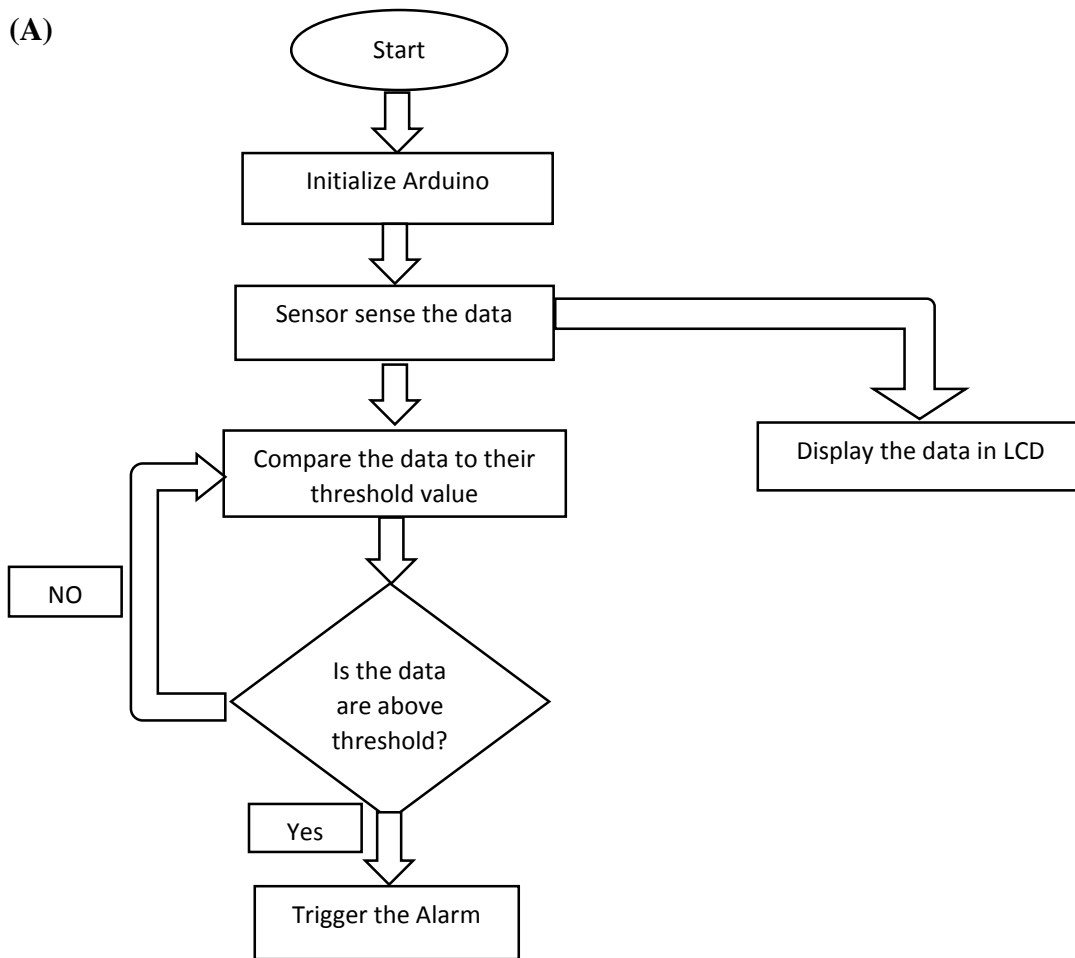 (A)
Start
Initialize Arduino
Sensor sense the data
Compare the data to their
threshold value
Display the data in LCD
NO
Is the data
are above
threshold?
Yes
Trigger the Alarm